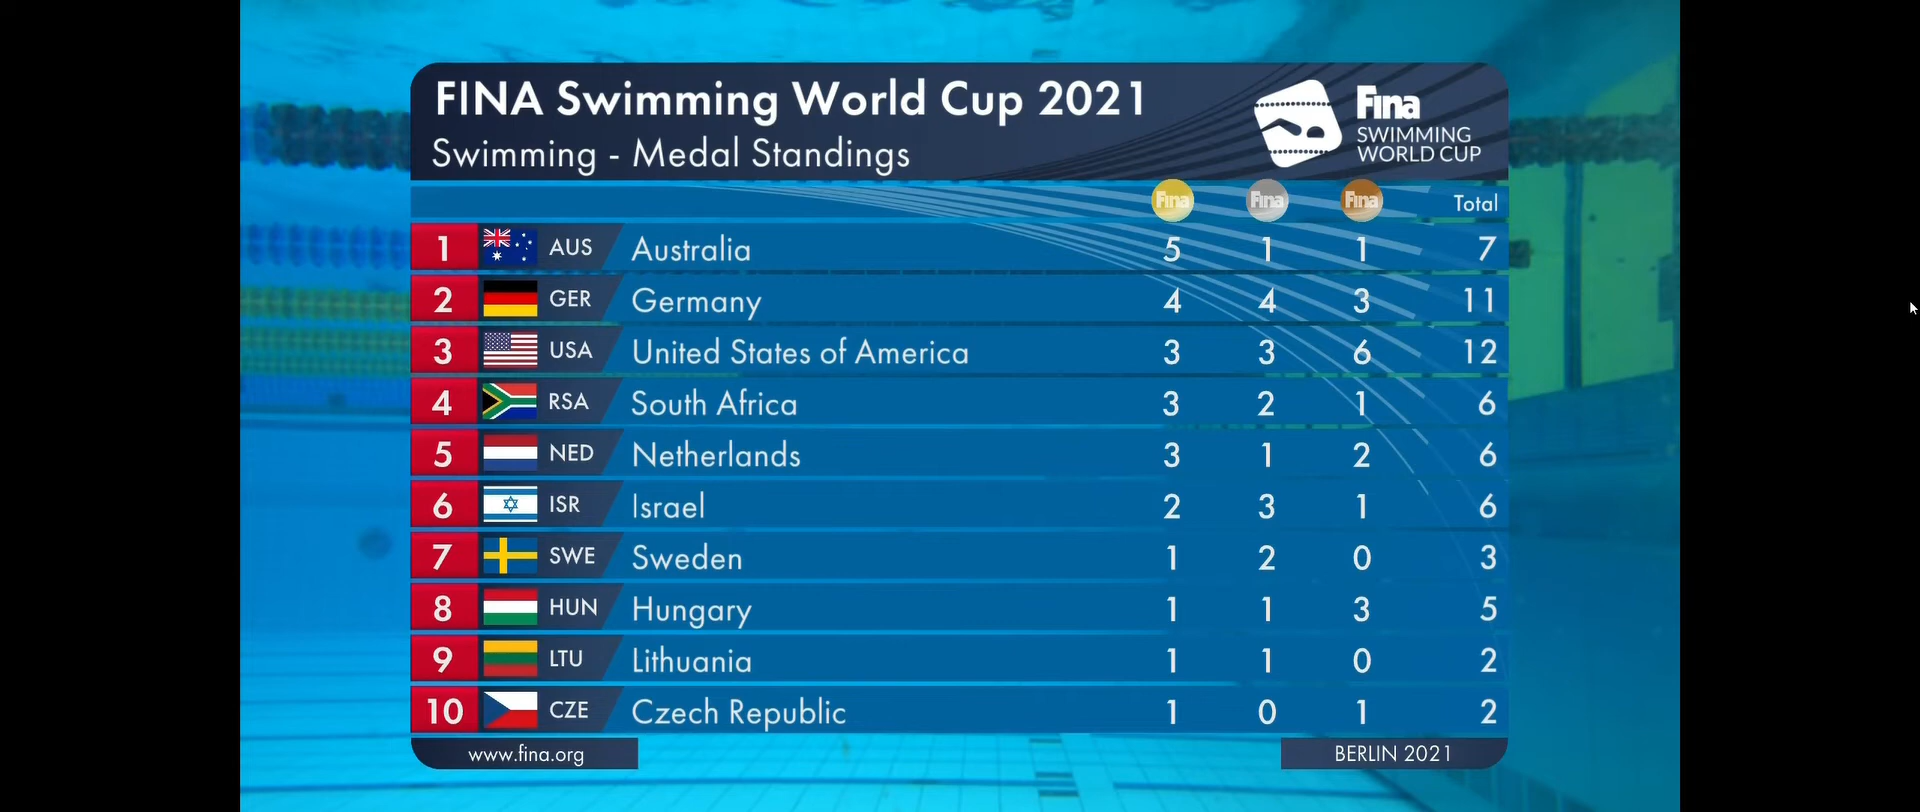 FINA Swimming World Cup 2021
Swimming - Medal Standings
Fina
SWIMMING
WORLD CUP
Fina Fina Fina Total
1 AUS Australia 5 1 1 7
2 GER Germany 4 4 3 11
3 USA United States of America 3 3 6 12
4 RSA South Africa 3 2 1 6
5 NED Netherlands 3 1 2 6
6 ISR Israel 2 3 1 6
7 SWE Sweden 1 2 0 3
8 HUN Hungary 1 1 3 5
9 LTU Lithuania 1 1 0 2
10 CZE Czech Republic 1 0 1 2
www.fina.org BERLIN 2021